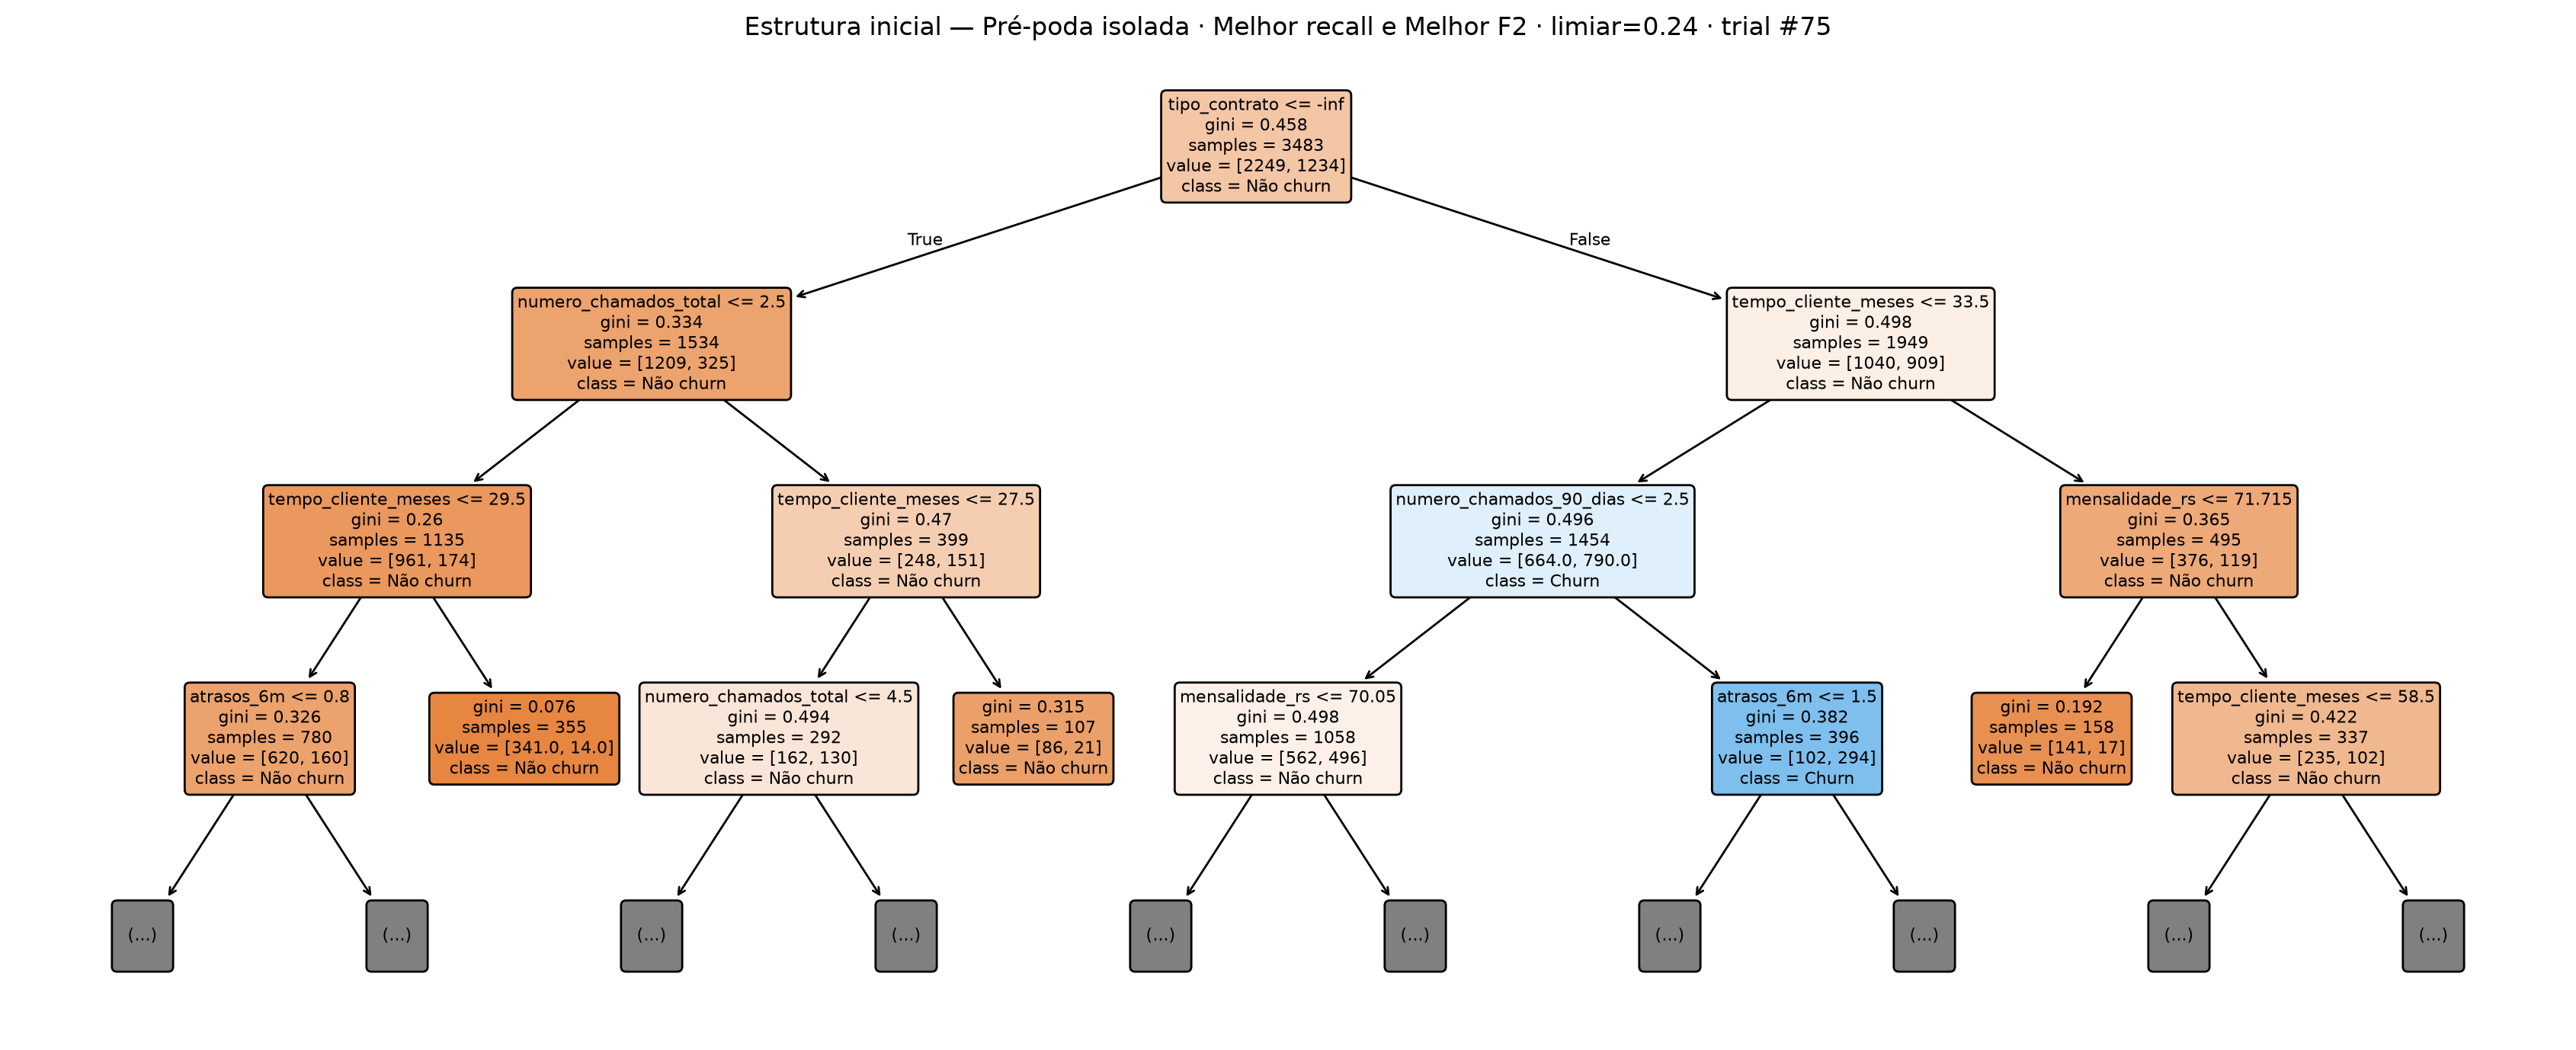 Estrutura inicial — Pré-poda isolada · Melhor recall e Melhor F2 · limiar=0.24 · trial #75
tipo_contrato <= -inf
gini = 0.458
samples = 3483
value = [2249, 1234]
class = Não churn
True
False
numero_chamados_total <= 2.5
gini = 0.334
samples = 1534
value = [1209, 325]
class = Não churn
tempo_cliente_meses <= 33.5
gini = 0.498
samples = 1949
value = [1040, 909]
class = Não churn
tempo_cliente_meses <= 29.5
gini = 0.26
samples = 1135
value = [961, 174]
class = Não churn
tempo_cliente_meses <= 27.5
gini = 0.47
samples = 399
value = [248, 151]
class = Não churn
numero_chamados_90_dias <= 2.5
gini = 0.496
samples = 1454
value = [664.0, 790.0]
class = Churn
mensalidade_rs <= 71.715
gini = 0.365
samples = 495
value = [376, 119]
class = Não churn
atrasos_6m <= 0.8
gini = 0.326
samples = 780
value = [620, 160]
class = Não churn
gini = 0.076
samples = 355
value = [341.0, 14.0]
class = Não churn
numero_chamados_total <= 4.5
gini = 0.494
samples = 292
value = [162, 130]
class = Não churn
gini = 0.315
samples = 107
value = [86, 21]
class = Não churn
mensalidade_rs <= 70.05
gini = 0.498
samples = 1058
value = [562, 496]
class = Não churn
atrasos_6m <= 1.5
gini = 0.382
samples = 396
value = [102, 294]
class = Churn
gini = 0.192
samples = 158
value = [141, 17]
class = Não churn
tempo_cliente_meses <= 58.5
gini = 0.422
samples = 337
value = [235, 102]
class = Não churn
(...)
(...)
(...)
(...)
(...)
(...)
(...)
(...)
(...)
(...)